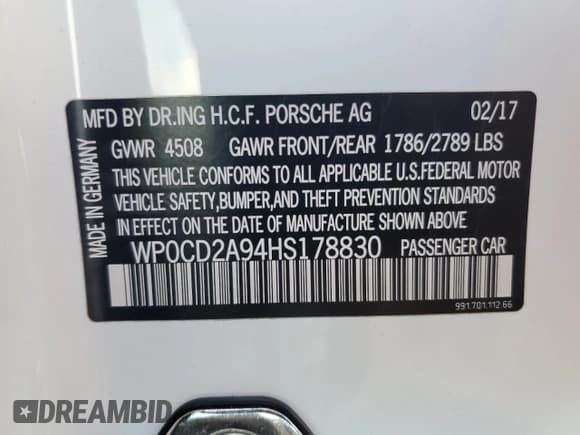 MFD BY DR.ING H.C.F. PORSCHE AG 02/17
GVWR 4508 GAWR FRONT/REAR 1786/2789 LBS
THIS VEHICLE CONFORMS TO ALL APPLICABLE U.S.FEDERAL MOTOR
VEHICLE SAFETY,BUMPER,AND THEFT PREVENTION STANDARDS
IN EFFECT ON THE DATE OF MANUFACTURE SHOWN ABOVE.
WP0CD2A94HS178830 PASSENGER CAR
991.701.112.66
MADE IN GERMANY
DREAMBID